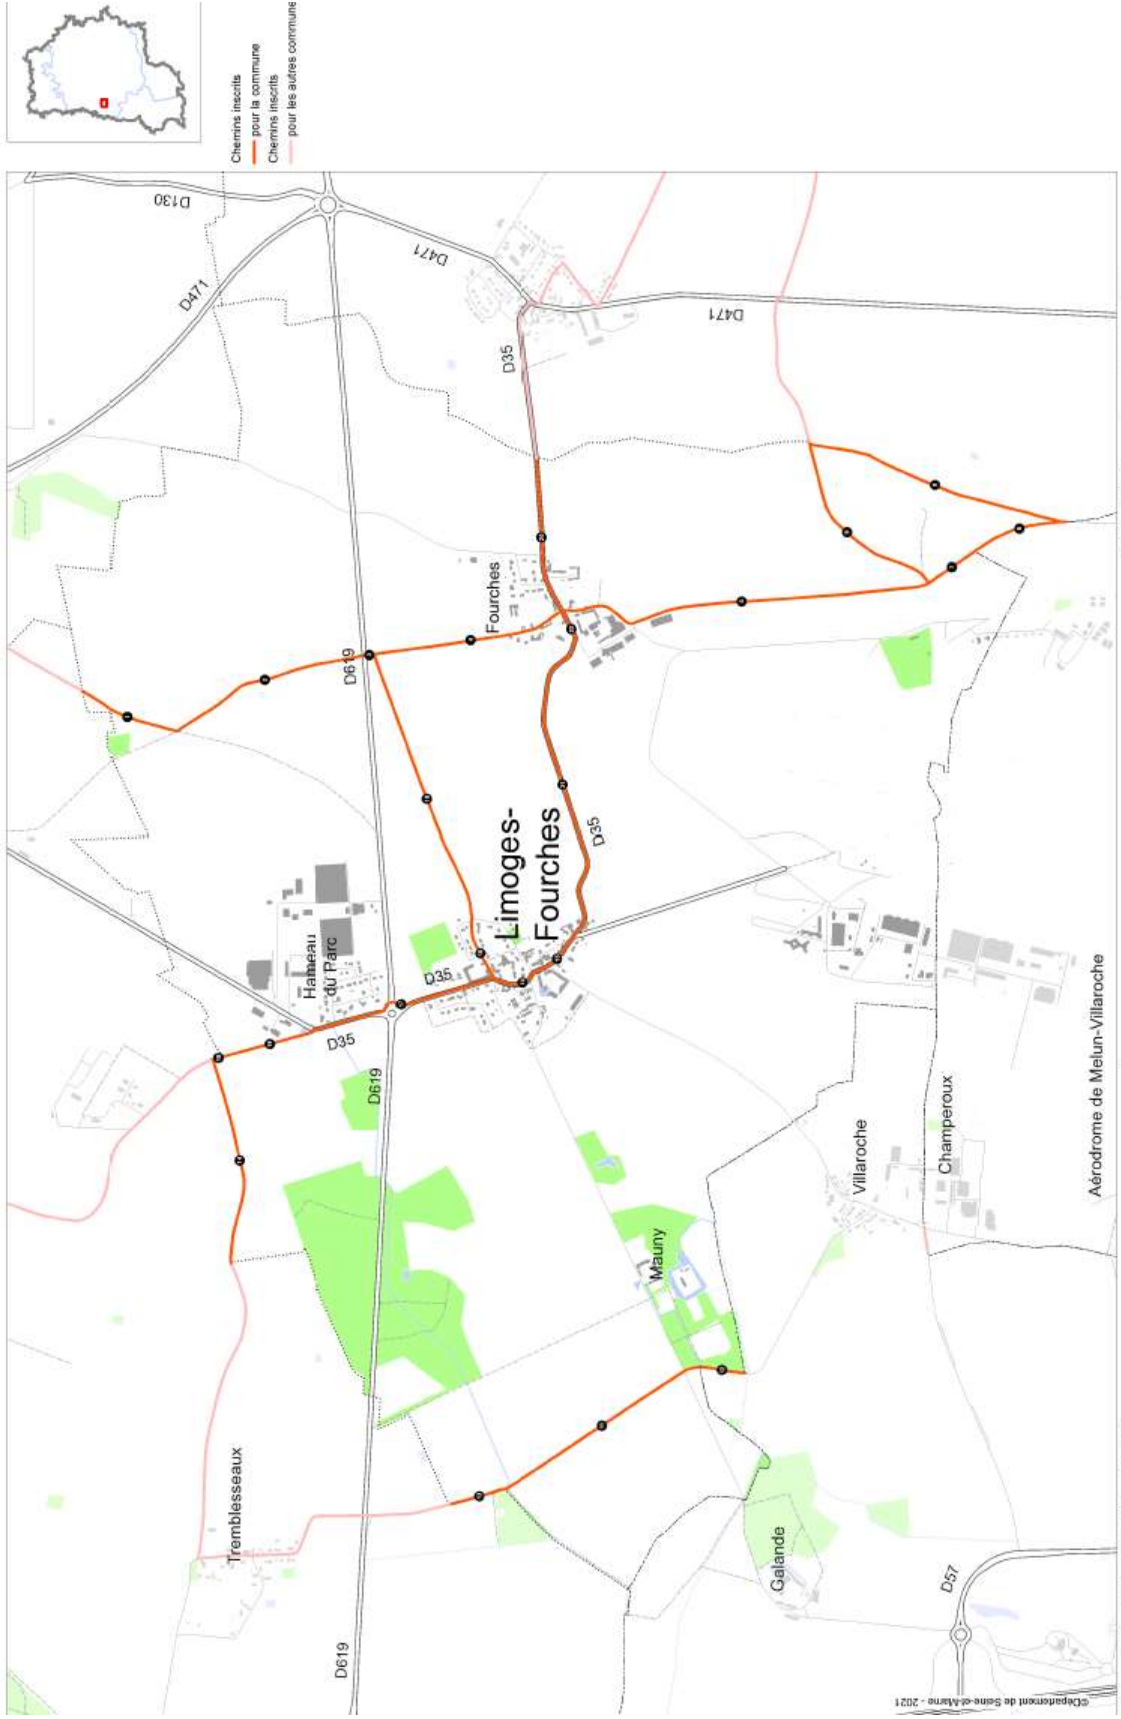 Chemins inscrits
pour la commune
Chemins inscrits
pour les autres commune
D130
D471
D471
D35
D471
Fourches
D619
Limoges-
Fourches
D35
Hameau
du Parc
D35
D35
D619
Mauny
Villaroche
Champeroux
Aérodrome de Melun-Villaroche
Tremblesseaux
Galande
D57
D619
©Département de Seine-et-Marne - 2021